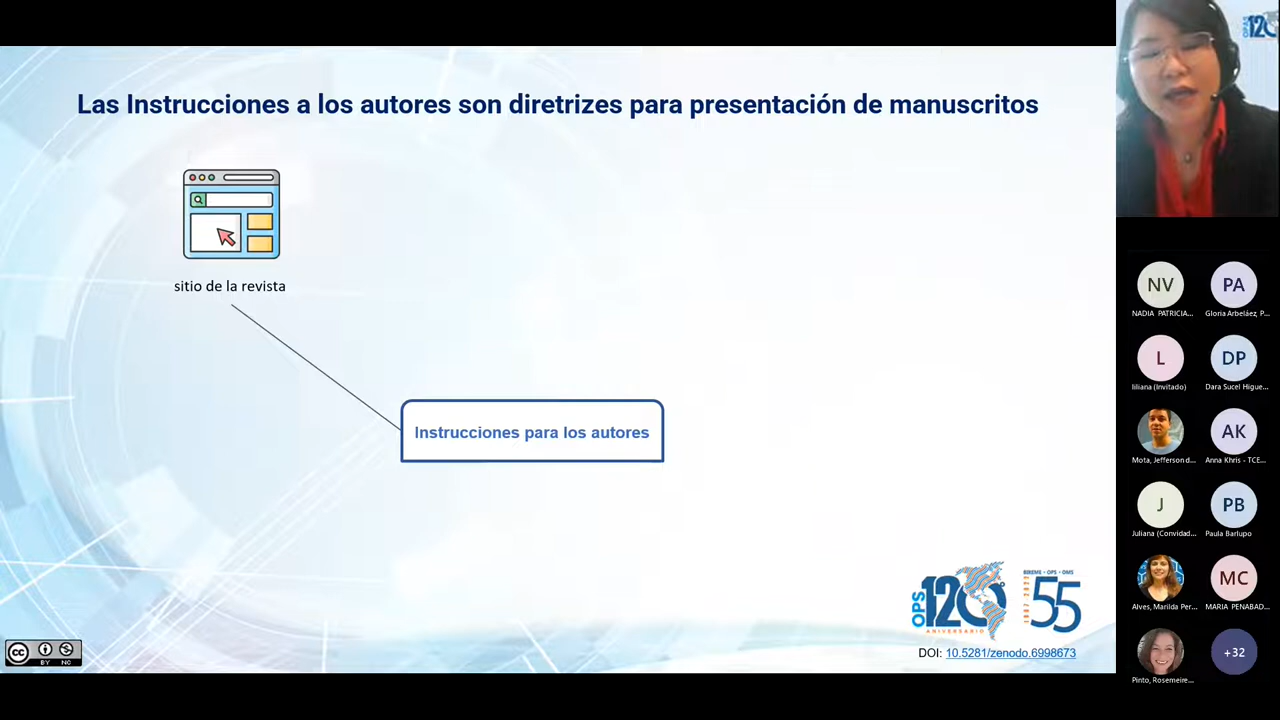 Las Instrucciones a los autores son diretrizes para presentación de manuscritos
sitio de la revista
Instrucciones para los autores
OPS 120
ANIVERSARIO
BIREME • OPS • OMS
55
DOI: 10.5281/zenodo.6998673
cc
BY NC
NV
PA
NADIA PATRICIA...
Gloria Arbeláez, P...
L
DP
liliana (Invitado)
Dara Sucel Higue...
AK
Mota, Jefferson d...
Anna Khris - TCE...
J
PB
Juliana (Convidad...
Paula Barlupo
MC
Alves, Marilda Per...
MARIA PENABAD...
+32
Pinto, Rosemeire...